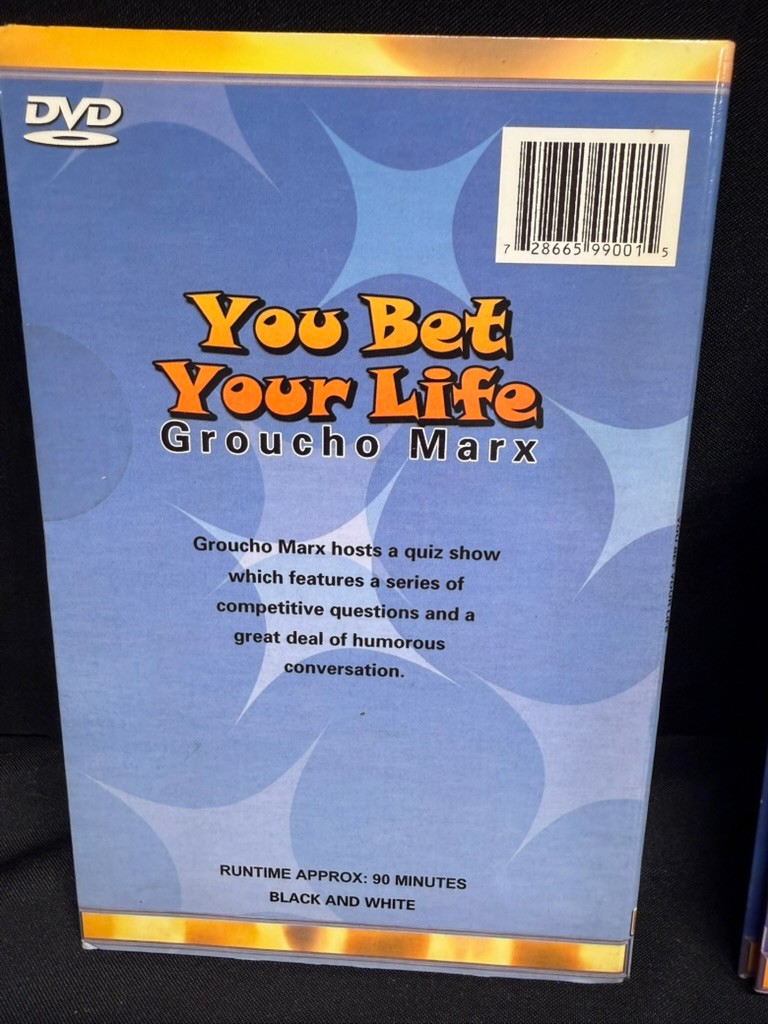 DVD
7 28665 99001 5
You Bet
Your Life
Groucho Marx
Groucho Marx hosts a quiz show
which features a series of
competitive questions and a
great deal of humorous
conversation.
RUNTIME APPROX: 90 MINUTES
BLACK AND WHITE